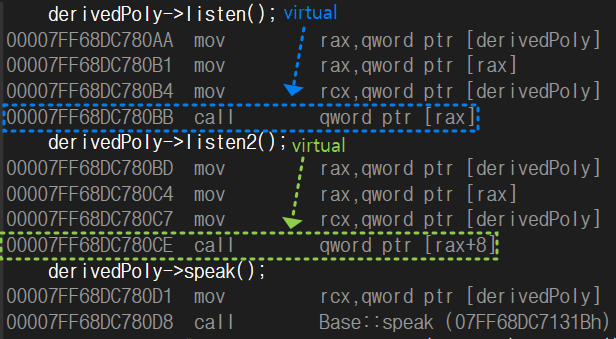 derivedPoly->listen(); virtual
00007FF68DC780AA mov rax,qword ptr [derivedPoly]
00007FF68DC780B1 mov rax,qword ptr [rax]
00007FF68DC780B4 mov rcx,qword ptr [derivedPoly]
00007FF68DC780BB call qword ptr [rax]
derivedPoly->listen2(); virtual
00007FF68DC780BD mov rax,qword ptr [derivedPoly]
00007FF68DC780C4 mov rax,qword ptr [rax]
00007FF68DC780C7 mov rcx,qword ptr [derivedPoly]
00007FF68DC780CE call qword ptr [rax+8]
derivedPoly->speak();
00007FF68DC780D1 mov rcx,qword ptr [derivedPoly]
00007FF68DC780D8 call Base::speak (07FF68DC7131Bh)